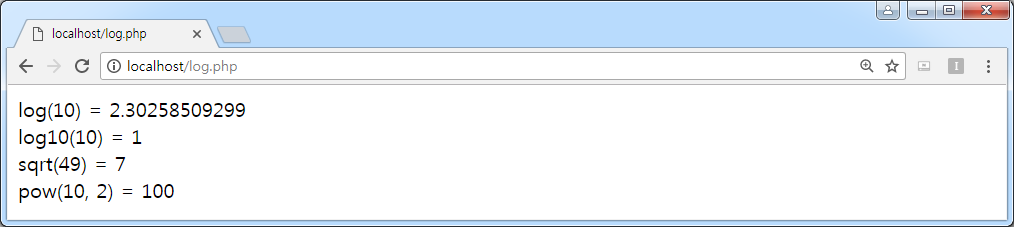 localhost/log.php
localhost/log.php
log(10) = 2.30258509299
log10(10) = 1
sqrt(49) = 7
pow(10, 2) = 100